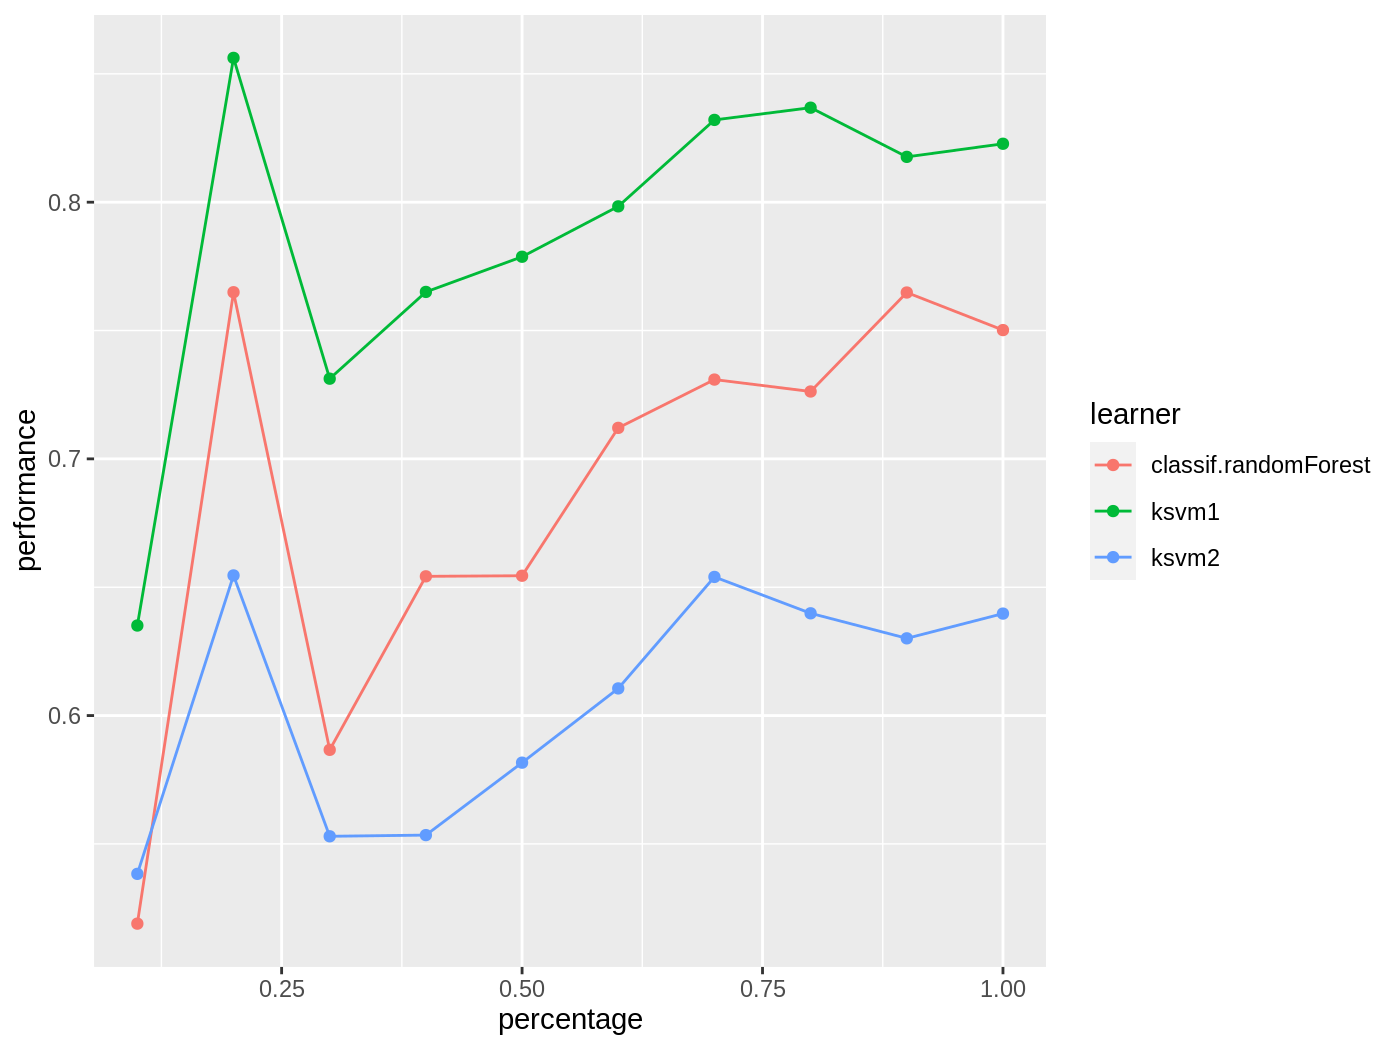 performance
0.8
0.7
0.6
0.25 0.50 0.75 1.00
percentage
learner
classif.randomForest
ksvm1
ksvm2